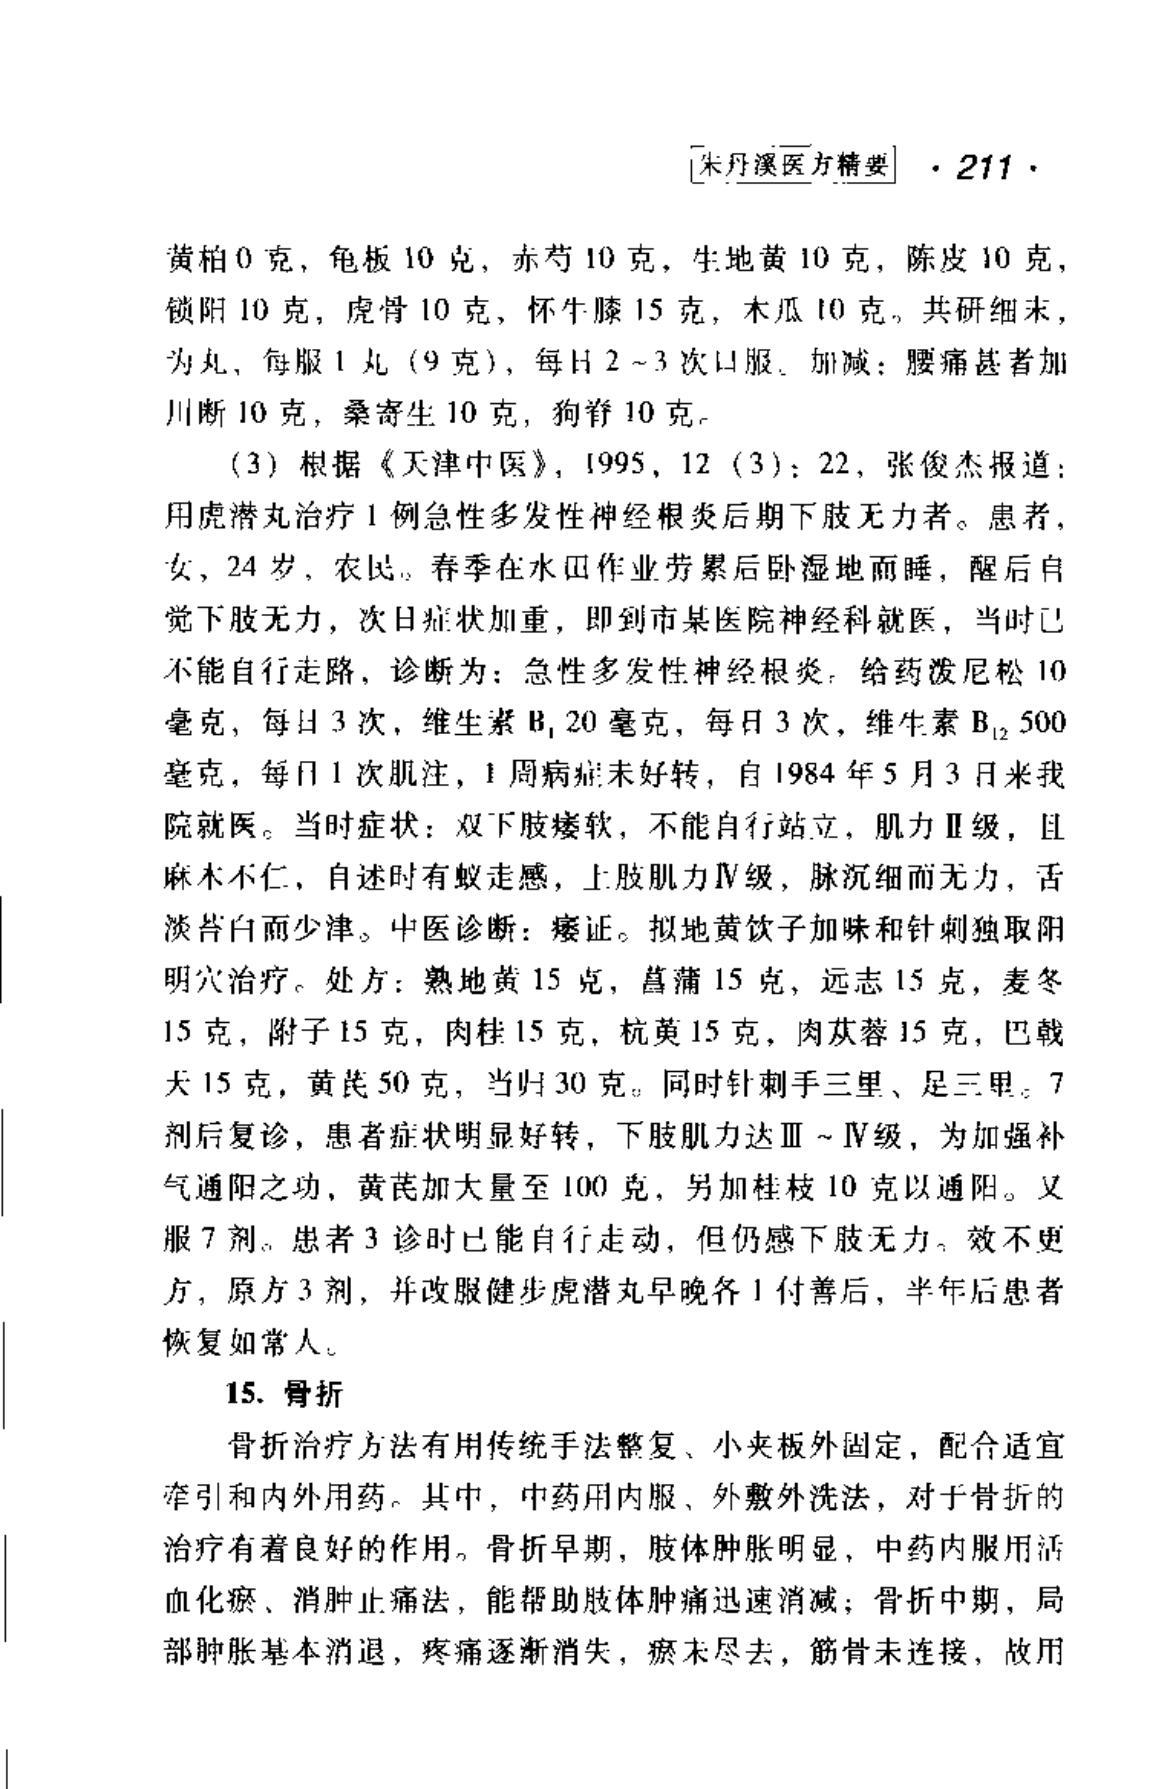 朱丹溪医方精要 · 211 ·
黄柏0克，龟板10克，赤芍10克，生地黄10克，陈皮10克，
锁阳10克，虎骨10克，怀牛膝15克，木瓜10克。共研细末，
为丸，每服1丸（9克），每日2~3次口服。加减：腰痛甚者加
川断10克，桑寄生10克，狗脊10克。
（3）根据《天津中医》，1995，12（3）：22，张俊杰报道：
用虎潜丸治疗1例急性多发性神经根炎后期下肢无力者。患者，
女，24岁，农民。春季在水田作业劳累后卧湿地而睡，醒后自
觉下肢无力，次日症状加重，即到市某医院神经科就医，当时已
不能自行走路，诊断为：急性多发性神经根炎。给药泼尼松10
毫克，每日3次，维生素B₁20毫克，每日3次，维生素B₁₂500
毫克，每日1次肌注，1周病症未好转，自1984年5月3日来我
院就医。当时症状：双下肢痿软，不能自行站立，肌力Ⅱ级，且
麻木不仁，自述时有蚁走感，上肢肌力Ⅳ级，脉沉细而无力，舌
淡苔白而少津。中医诊断：痿证。拟地黄饮子加味和针刺独取阳
明穴治疗。处方：熟地黄15克，菖蒲15克，远志15克，麦冬
15克，附子15克，肉桂15克，杭萸15克，肉苁蓉15克，巴戟
天15克，黄芪50克，当归30克。同时针刺手三里、足三里。7
剂后复诊，患者症状明显好转，下肢肌力达Ⅲ~Ⅳ级，为加强补
气通阳之功，黄芪加大量至100克，另加桂枝10克以通阳。又
服7剂。患者3诊时已能自行走动，但仍感下肢无力。效不更
方，原方3剂，并改服健步虎潜丸早晚各1付善后，半年后患者
恢复如常人。
15. 骨折
骨折治疗方法有用传统手法整复、小夹板外固定，配合适宜
牵引和内外用药。其中，中药用内服、外敷外洗法，对于骨折的
治疗有着良好的作用。骨折早期，肢体肿胀明显，中药内服用活
血化瘀、消肿止痛法，能帮助肢体肿痛迅速消减；骨折中期，局
部肿胀基本消退，疼痛逐渐消失，瘀未尽去，筋骨未连接，故用